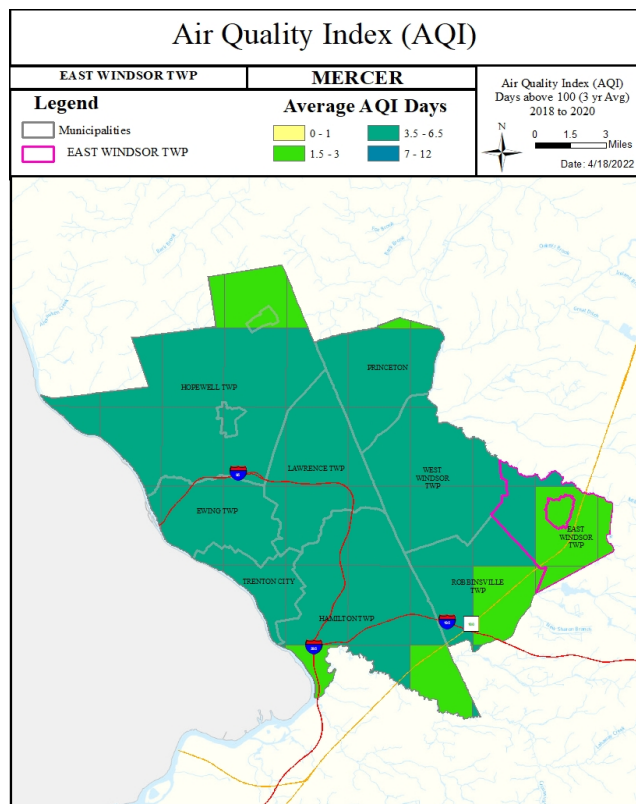 Air Quality Index (AQI)
EAST WINDSOR TWP
MERCER
Legend
Municipalities
EAST WINDSOR TWP
Average AQI Days
0 - 1
1.5 - 3
3.5 - 6.5
7 - 12
Air Quality Index (AQI)
Days above 100 (3 yr Avg)
2018 to 2020
N
0 1.5 3
Miles
Date: 4/18/2022
PRINCETON
HOPEWELL TWP
LAWRENCE TWP
WEST
WINDSOR
TWP
EWING TWP
EAST
WINDSOR
TWP
TRENTON CITY
ROBBINSVILLE
TWP
HAMILTON TWP